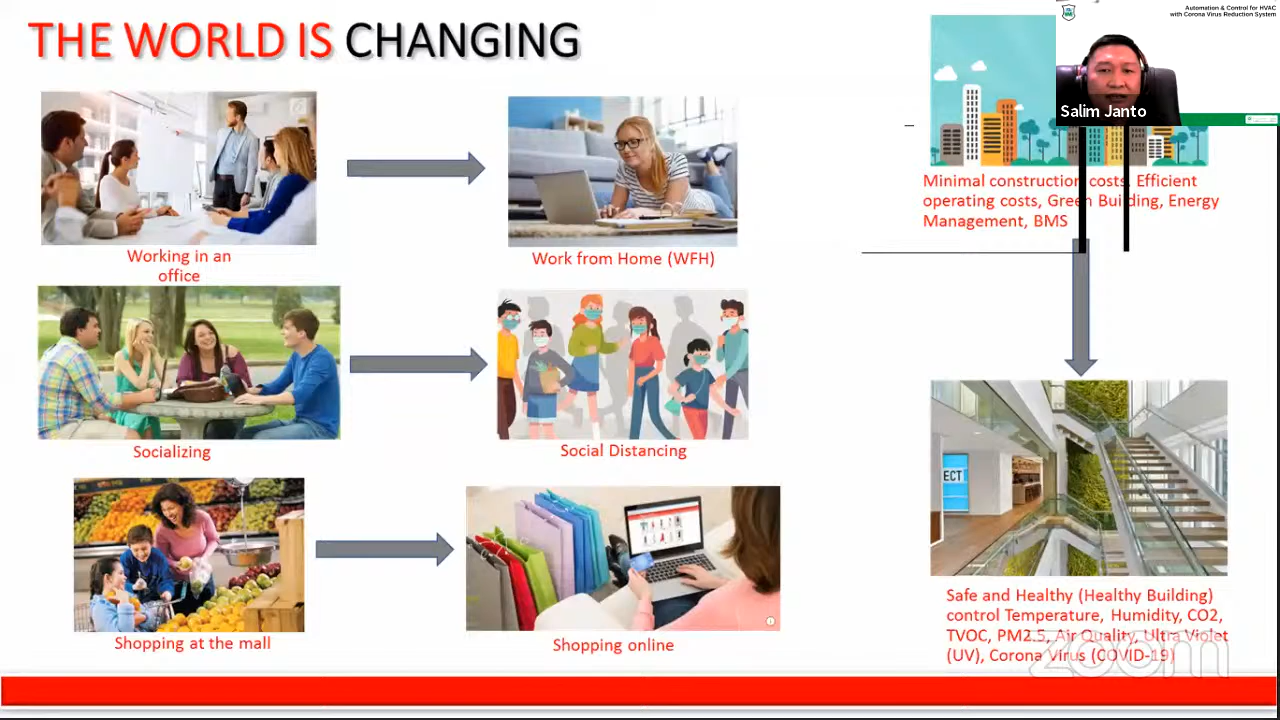 THE WORLD IS CHANGING
Automation & Control for HVAC
with Corona Virus Reduction System
Salim Janto
Working in an
office
Work from Home (WFH)
Minimal construction costs, Efficient
operating costs, Green Building, Energy
Management, BMS
Socializing
Social Distancing
ECT
Shopping at the mall
Shopping online
Safe and Healthy (Healthy Building)
control Temperature, Humidity, CO2,
TVOC, PM2.5, Air Quality, Ultra Violet
(UV), Corona Virus (COVID-19)
zoom